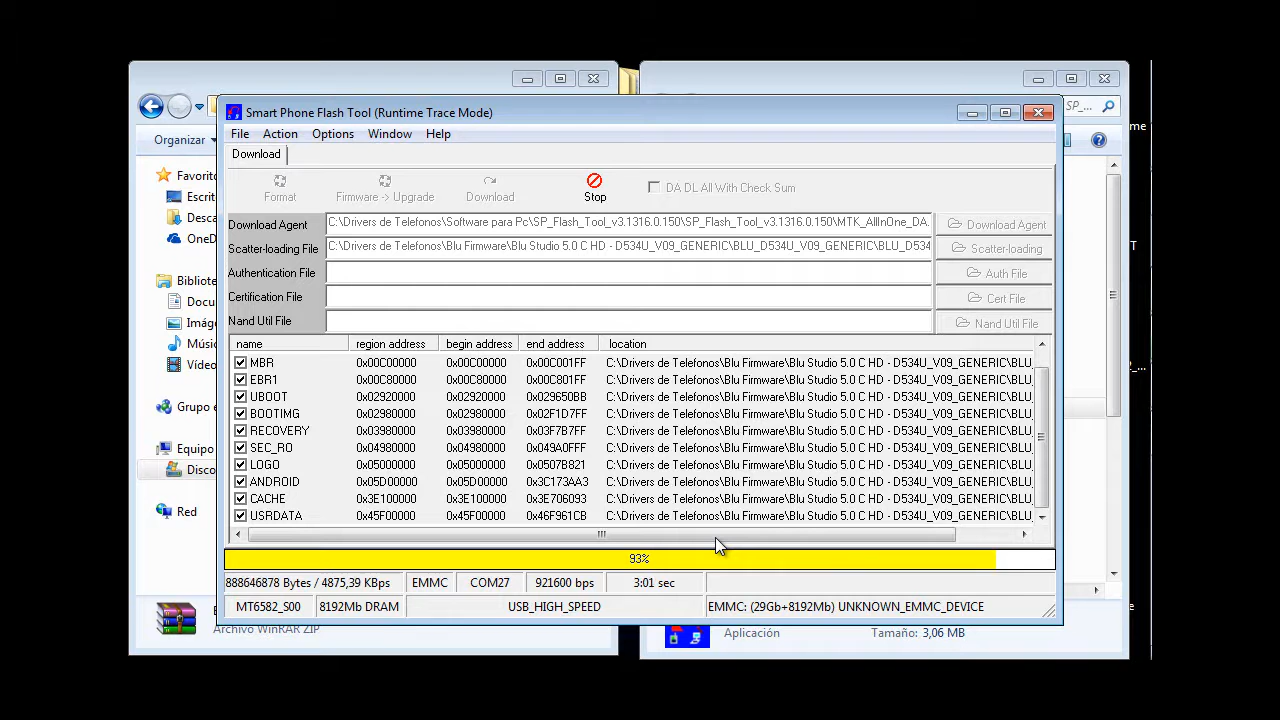 SP_...
Organizar
Favorito
Escrit
Desca
OneD
Bibliote
Docu
Imáge
Músic
Vídeo
Grupo e
Equipo
Disco
Red
Archivo WinRAR ZIP
Smart Phone Flash Tool (Runtime Trace Mode)
File Action Options Window Help
Download
Format Firmware -> Upgrade Download Stop DA DL All With Check Sum
Download Agent C:\Drivers de Telefonos\Software para Pc\SP_Flash_Tool_v3.1316.0.150\SP_Flash_Tool_v3.1316.0.150\MTK_AllInOne_DA. Download Agent
Scatter-loading File C:\Drivers de Telefonos\Blu Firmware\Blu Studio 5.0 C HD - D534U_V09_GENERIC\BLU_D534U_V09_GENERIC\BLU_D534 Scatter-loading
Authentication File Auth File
Certification File Cert File
Nand Util File Nand Util File
name region address begin address end address location
MBR 0x00C00000 0x00C00000 0x00C001FF C:\Drivers de Telefonos\Blu Firmware\Blu Studio 5.0 C HD - D534U_V09_GENERIC\BLU_
EBR1 0x00C80000 0x00C80000 0x00C801FF C:\Drivers de Telefonos\Blu Firmware\Blu Studio 5.0 C HD - D534U_V09_GENERIC\BLU_
UBOOT 0x02920000 0x02920000 0x029650BB C:\Drivers de Telefonos\Blu Firmware\Blu Studio 5.0 C HD - D534U_V09_GENERIC\BLU_
BOOTIMG 0x02980000 0x02980000 0x02F1D7FF C:\Drivers de Telefonos\Blu Firmware\Blu Studio 5.0 C HD - D534U_V09_GENERIC\BLU_
RECOVERY 0x03980000 0x03980000 0x03F7B7FF C:\Drivers de Telefonos\Blu Firmware\Blu Studio 5.0 C HD - D534U_V09_GENERIC\BLU_
SEC_RO 0x04980000 0x04980000 0x049A0FFF C:\Drivers de Telefonos\Blu Firmware\Blu Studio 5.0 C HD - D534U_V09_GENERIC\BLU_
LOGO 0x05000000 0x05000000 0x0507B821 C:\Drivers de Telefonos\Blu Firmware\Blu Studio 5.0 C HD - D534U_V09_GENERIC\BLU_
ANDROID 0x05D00000 0x05D00000 0x3C173AA3 C:\Drivers de Telefonos\Blu Firmware\Blu Studio 5.0 C HD - D534U_V09_GENERIC\BLU_
CACHE 0x3E100000 0x3E100000 0x3E706093 C:\Drivers de Telefonos\Blu Firmware\Blu Studio 5.0 C HD - D534U_V09_GENERIC\BLU_
USRDATA 0x45F00000 0x45F00000 0x46F961CB C:\Drivers de Telefonos\Blu Firmware\Blu Studio 5.0 C HD - D534U_V09_GENERIC\BLU_
93%
888646878 Bytes / 4875,39 KBps EMMC COM27 921600 bps 3:01 sec
MT6582_S00 8192Mb DRAM USB_HIGH_SPEED EMMC: (29Gb+8192Mb) UNKNOWN_EMMC_DEVICE
Aplicación Tamaño: 3,06 MB